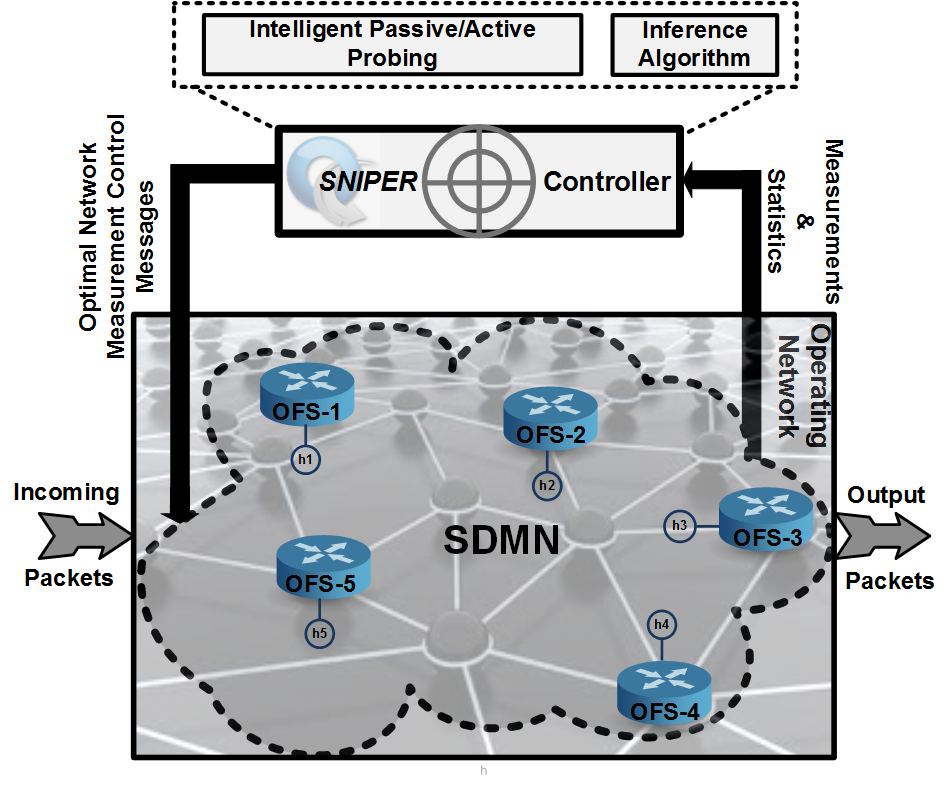 Intelligent Passive/Active
Probing
Inference
Algorithm
SNIPER
Controller
Optimal Network
Measurement Control
Messages
Measurements
&
Statistics
Operating
Network
OFS-1
h1
OFS-2
h2
Incoming
Packets
Output
Packets
OFS-3
h3
SDMN
OFS-5
h5
h4
OFS-4
h